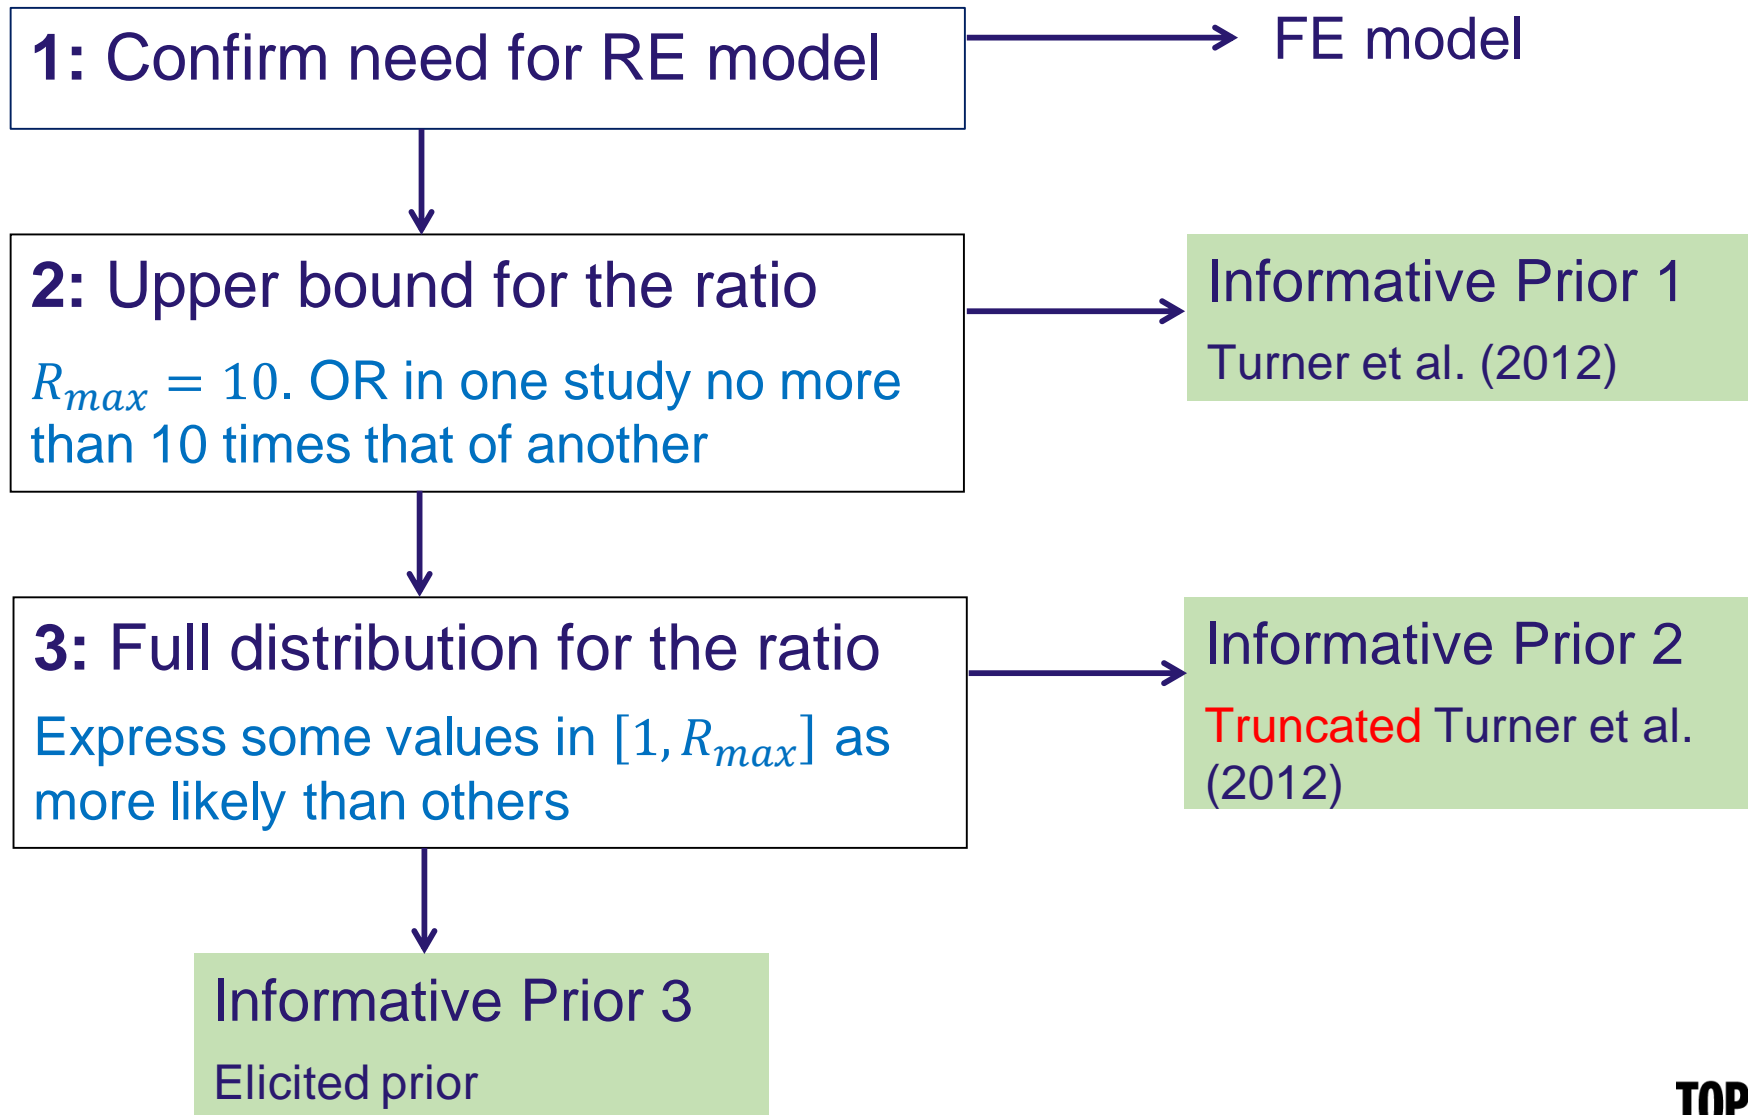 1: Confirm need for RE model
FE model
2: Upper bound for the ratio
R_max = 10. OR in one study no more
than 10 times that of another
Informative Prior 1
Turner et al. (2012)
3: Full distribution for the ratio
Express some values in [1, R_max] as
more likely than others
Informative Prior 2
Truncated Turner et al.
(2012)
Informative Prior 3
Elicited prior
TOP